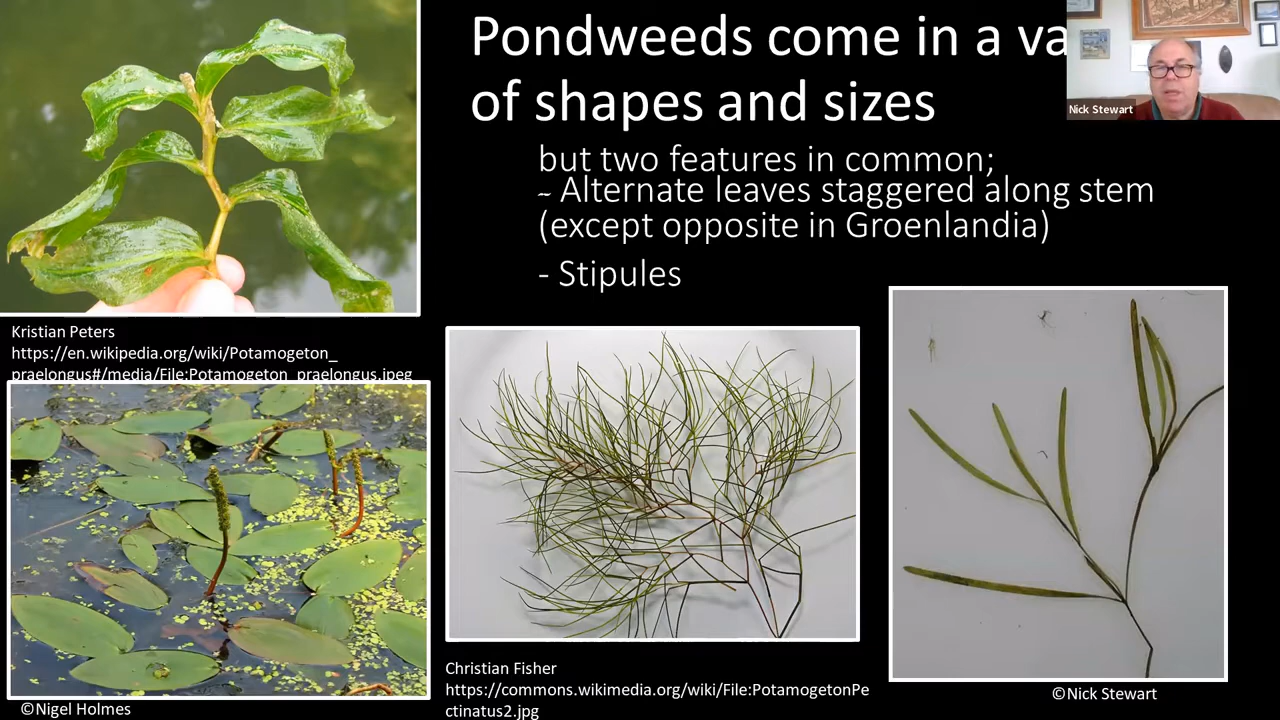 Pondweeds come in a va
of shapes and sizes
Nick Stewart
but two features in common;
~ Alternate leaves staggered along stem
(except opposite in Groenlandia)
- Stipules
Kristian Peters
https://en.wikipedia.org/wiki/Potamogeton_
praelongus#/media/File:Potamogeton_praelongus.jpeg
©Nigel Holmes
Christian Fisher
https://commons.wikimedia.org/wiki/File:PotamogetonPe
ctinatus2.jpg
©Nick Stewart